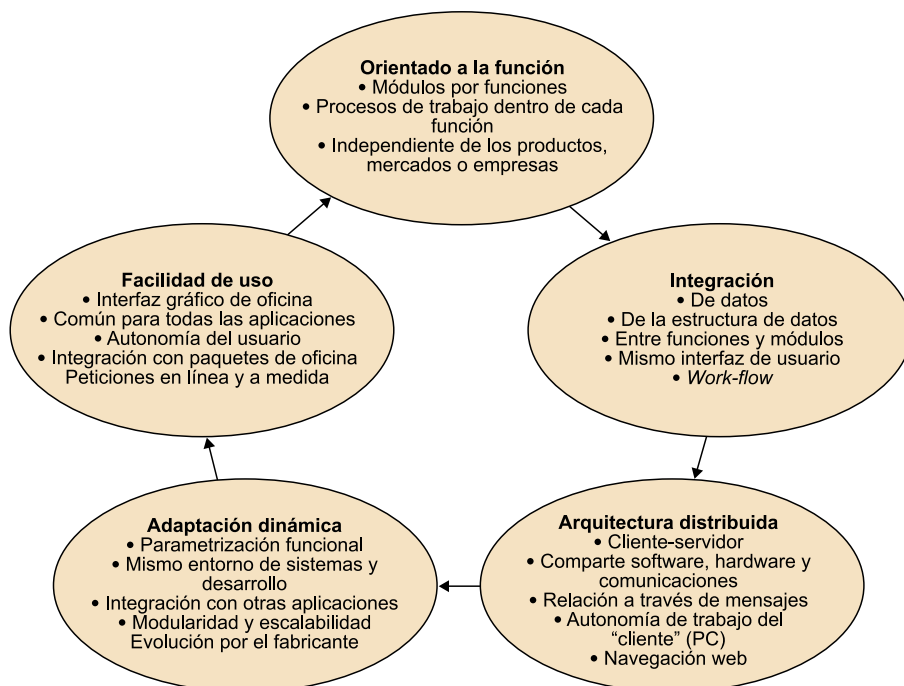 Orientado a la función
• Módulos por funciones
• Procesos de trabajo dentro de cada
función
• Independiente de los productos,
mercados o empresas
Facilidad de uso
• Interfaz gráfico de oficina
• Común para todas las aplicaciones
• Autonomía del usuario
• Integración con paquetes de oficina
Peticiones en línea y a medida
Integración
• De datos
• De la estructura de datos
• Entre funciones y módulos
• Mismo interfaz de usuario
• Work-flow
Adaptación dinámica
• Parametrización funcional
• Mismo entorno de sistemas y
desarrollo
• Integración con otras aplicaciones
• Modularidad y escalabilidad
Evolución por el fabricante
Arquitectura distribuida
• Cliente-servidor
• Comparte software, hardware y
comunicaciones
• Relación a través de mensajes
• Autonomía de trabajo del
“cliente” (PC)
• Navegación web